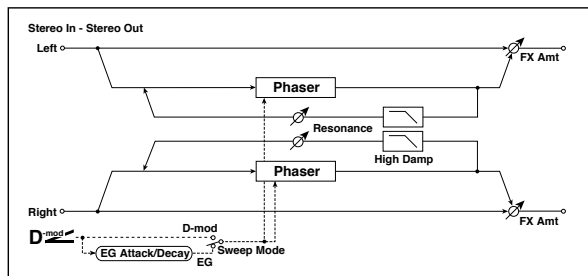 Stereo In - Stereo Out
Left
FX Amt
Phaser
Resonance
High Damp
Phaser
Right
FX Amt
D-mod
D-mod
Sweep Mode
EG Attack/Decay
EG